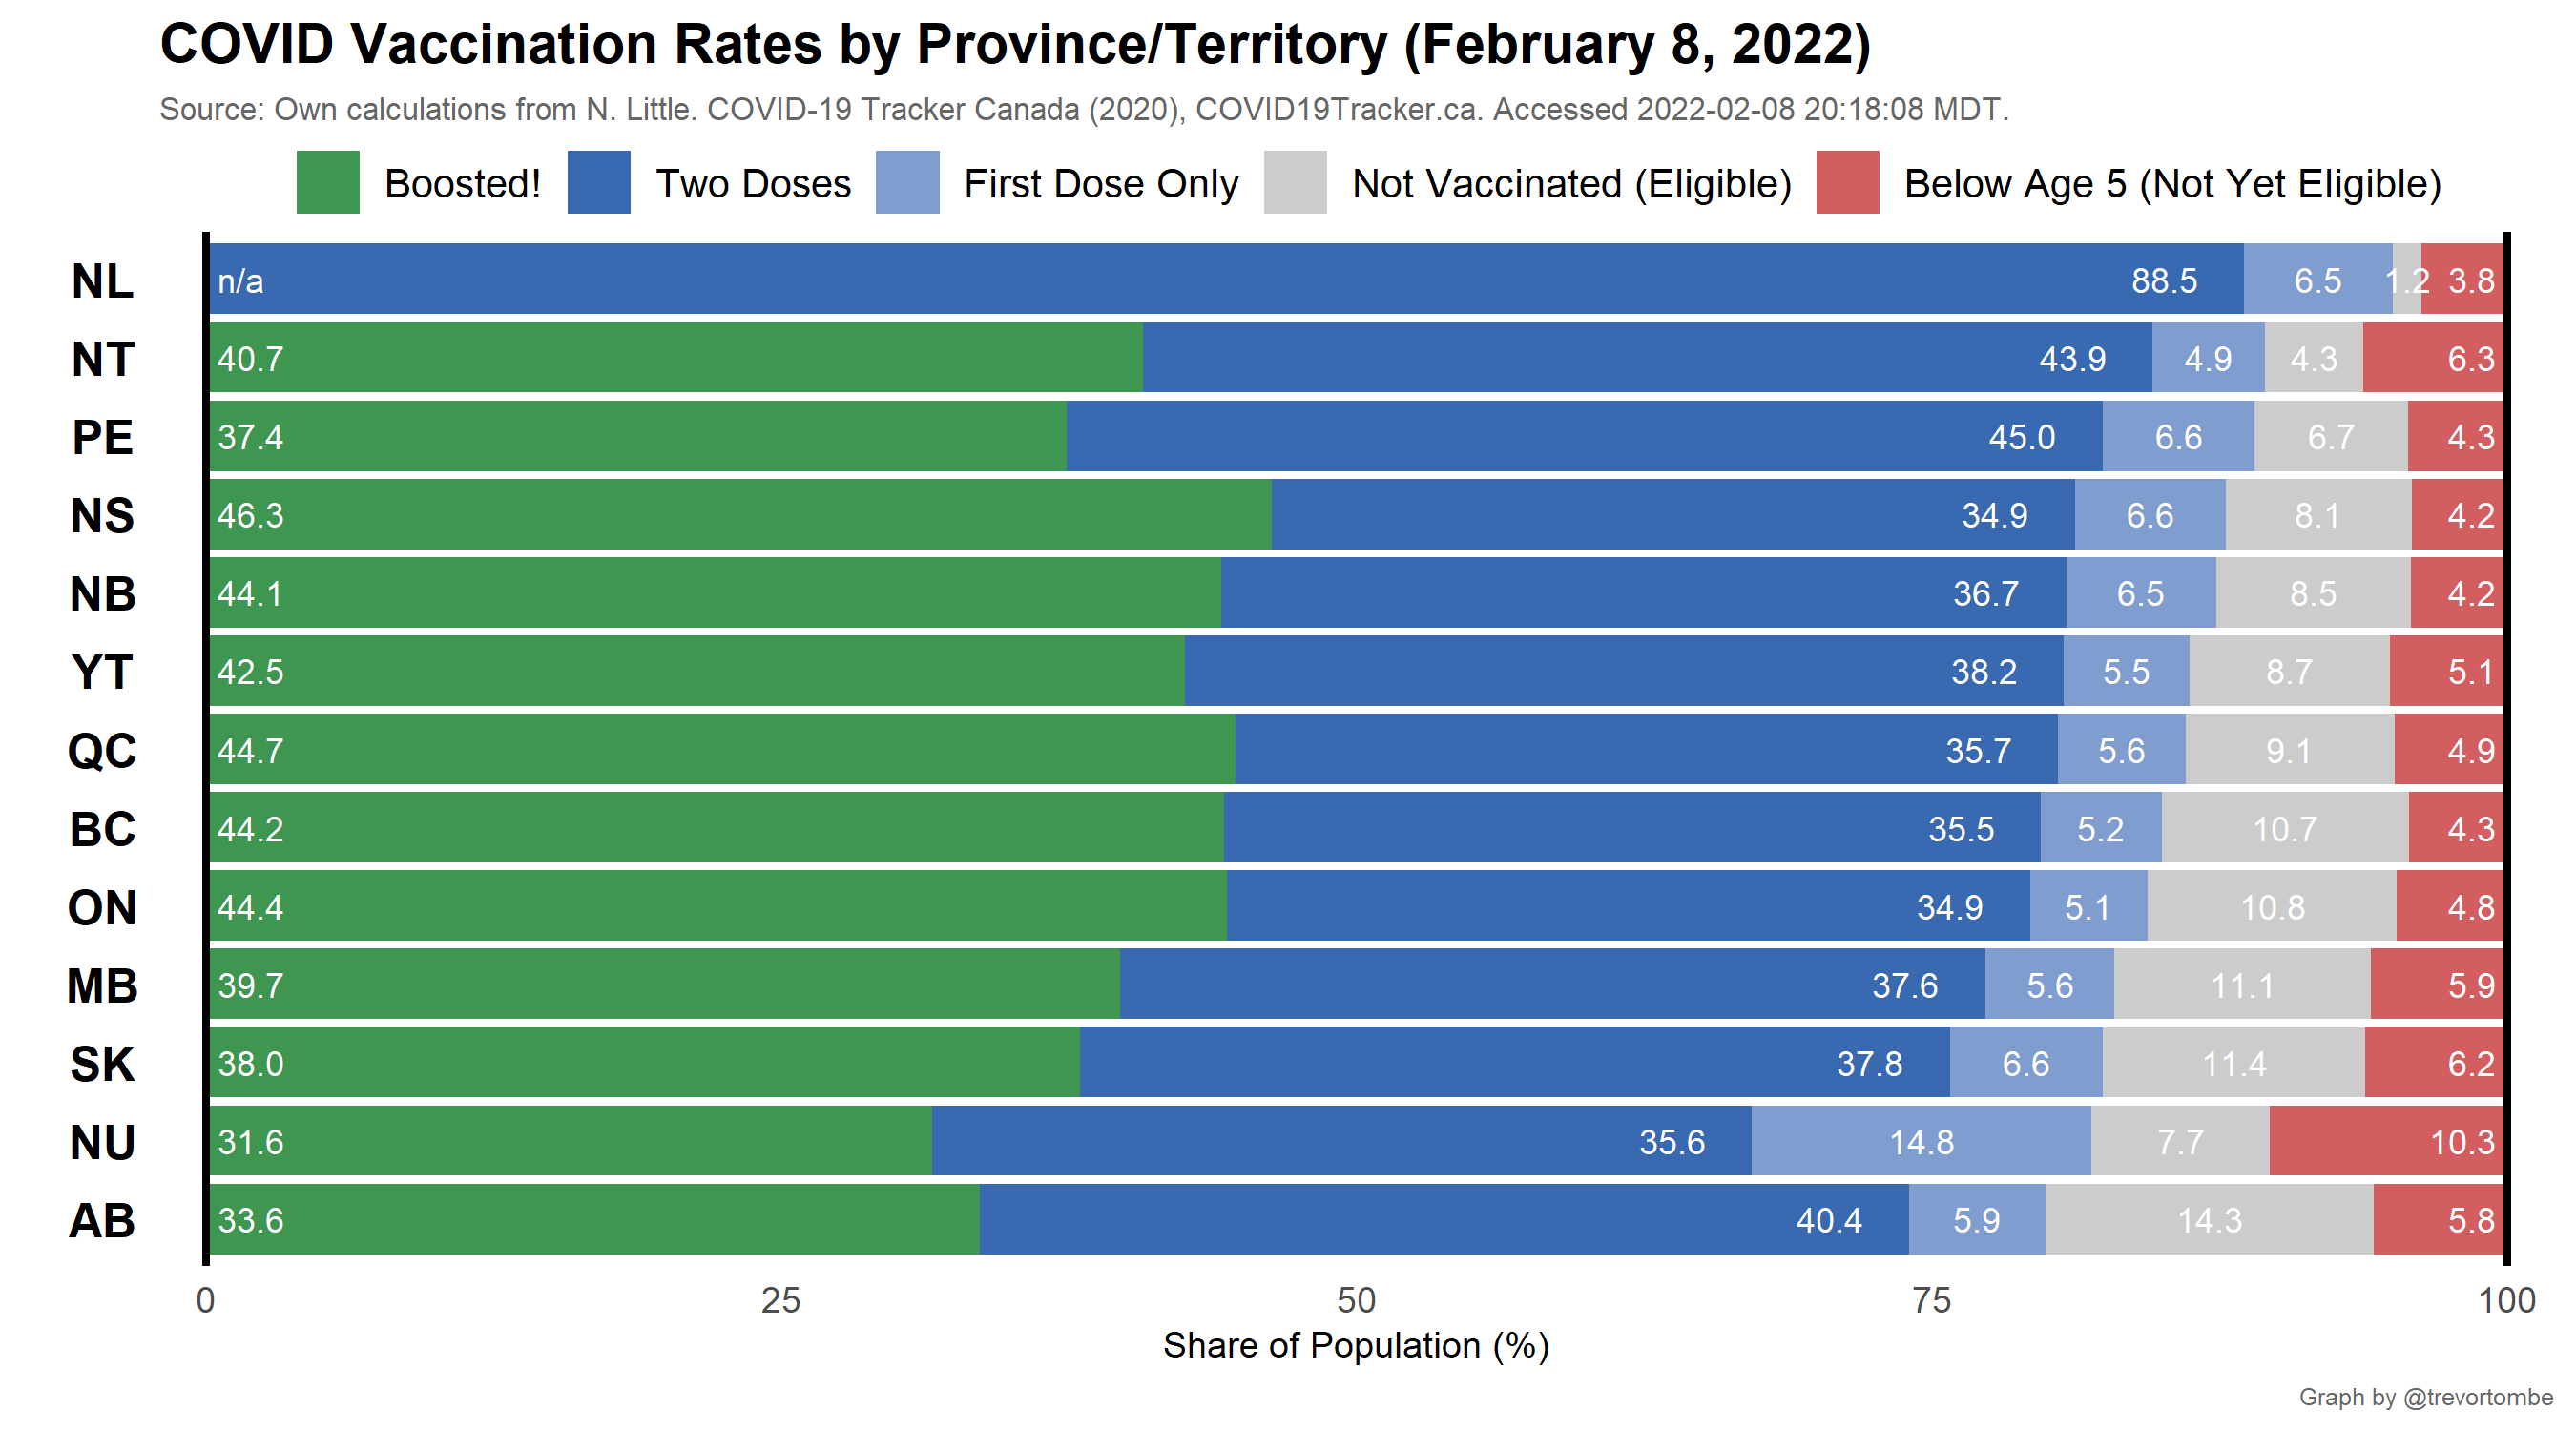 COVID Vaccination Rates by Province/Territory (February 8, 2022)
Source: Own calculations from N. Little. COVID-19 Tracker Canada (2020), COVID19Tracker.ca. Accessed 2022-02-08 20:18:08 MDT.
Boosted! Two Doses First Dose Only Not Vaccinated (Eligible) Below Age 5 (Not Yet Eligible)
NL n/a 88.5 6.5 1.2 3.8
NT 40.7 43.9 4.9 4.3 6.3
PE 37.4 45.0 6.6 6.7 4.3
NS 46.3 34.9 6.6 8.1 4.2
NB 44.1 36.7 6.5 8.5 4.2
YT 42.5 38.2 5.5 8.7 5.1
QC 44.7 35.7 5.6 9.1 4.9
BC 44.2 35.5 5.2 10.7 4.3
ON 44.4 34.9 5.1 10.8 4.8
MB 39.7 37.6 5.6 11.1 5.9
SK 38.0 37.8 6.6 11.4 6.2
NU 31.6 35.6 14.8 7.7 10.3
AB 33.6 40.4 5.9 14.3 5.8
0 25 50 75 100
Share of Population (%)
Graph by @trevortombe